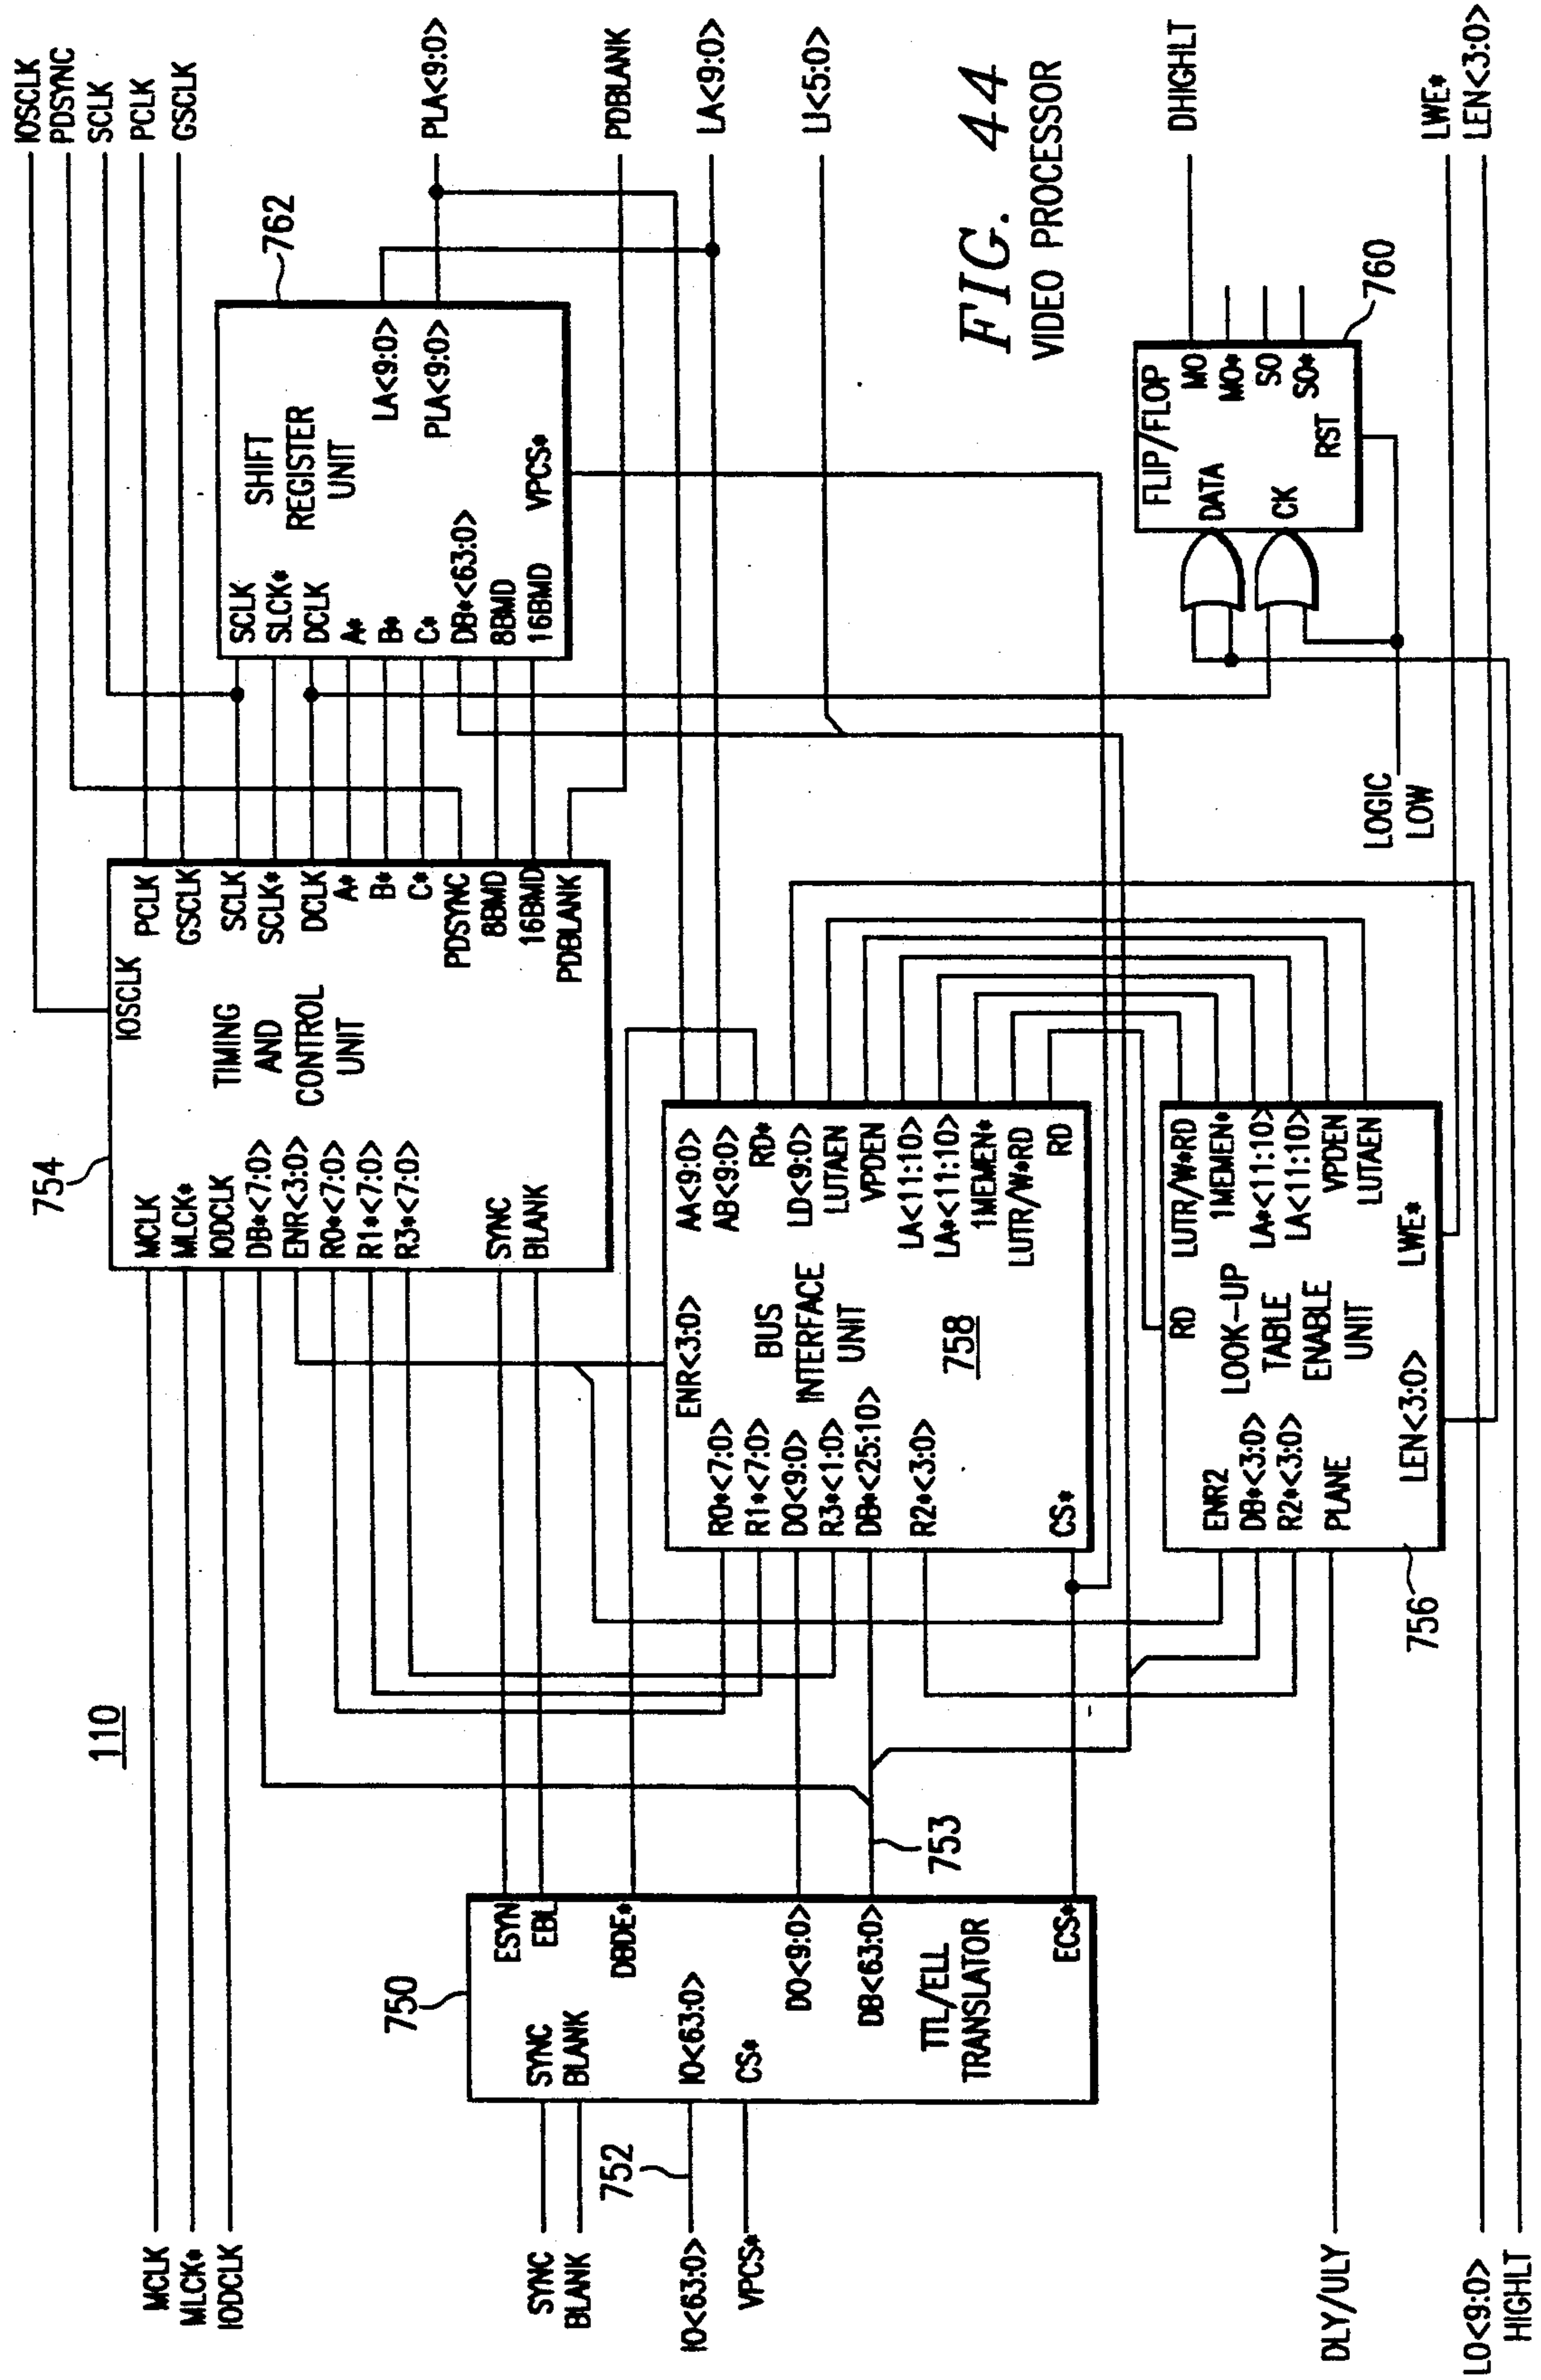 110
MCLK
MLCK*
IODCLK
SYNC
BLANK
752
IO<63:0>
VPCS*
DLY/ULY
LO<9:0>
HIGHLT
750
SYNC
BLANK
IO<63:0>
CS*
ESYN
EBL
DBDE*
DO<9:0>
DB<63:0>
TTL/ELL
TRANSLATOR
ECS*
753
754
MCLK
MLCK*
IODCLK
DB*<7:0>
ENR<3:0>
R0*<7:0>
R1*<7:0>
R3*<7:0>
SYNC
BLANK
TIMING
AND
CONTROL
UNIT
IOSCLK
PCLK
GSCLK
SCLK
SCLK*
DCLK
A*
B*
C*
PDSYNC
8BMD
16BMD
PDBLANK
ENR<3:0>
R0*<7:0>
R1*<7:0>
DO<9:0>
R3*<1:0>
DB*<25:10>
R2*<3:0>
CS*
BUS
INTERFACE
UNIT
758
AA<9:0>
AB<9:0>
RD*
LD<9:0>
LUTAEN
VPDEN
LA<11:10>
LA*<11:10>
1MEMEN*
LUTR/W*RD
RD
756
ENR2
DB*<3:0>
R2*<3:0>
PLANE
LEN<3:0>
RD
LOOK-UP
TABLE
ENABLE
UNIT
LUTR/W*RD
1MEMEN*
LA*<11:10>
LA<11:10>
VPDEN
LUTAEN
LWE*
762
SCLK
SLCK*
DCLK
A*
B*
C*
DB*<63:0>
8BMD
16BMD
SHIFT
REGISTER
UNIT
VPCS*
LA<9:0>
PLA<9:0>
LOGIC
LOW
FLIP/FLOP
DATA
CK
RST
MO
MO*
SO
SO*
760
IOSCLK
PDSYNC
SCLK
PCLK
GSCLK
PLA<9:0>
PDBLANK
LA<9:0>
LI<5:0>
DHIGHLT
LWE*
LEN<3:0>
FIG. 44
VIDEO PROCESSOR